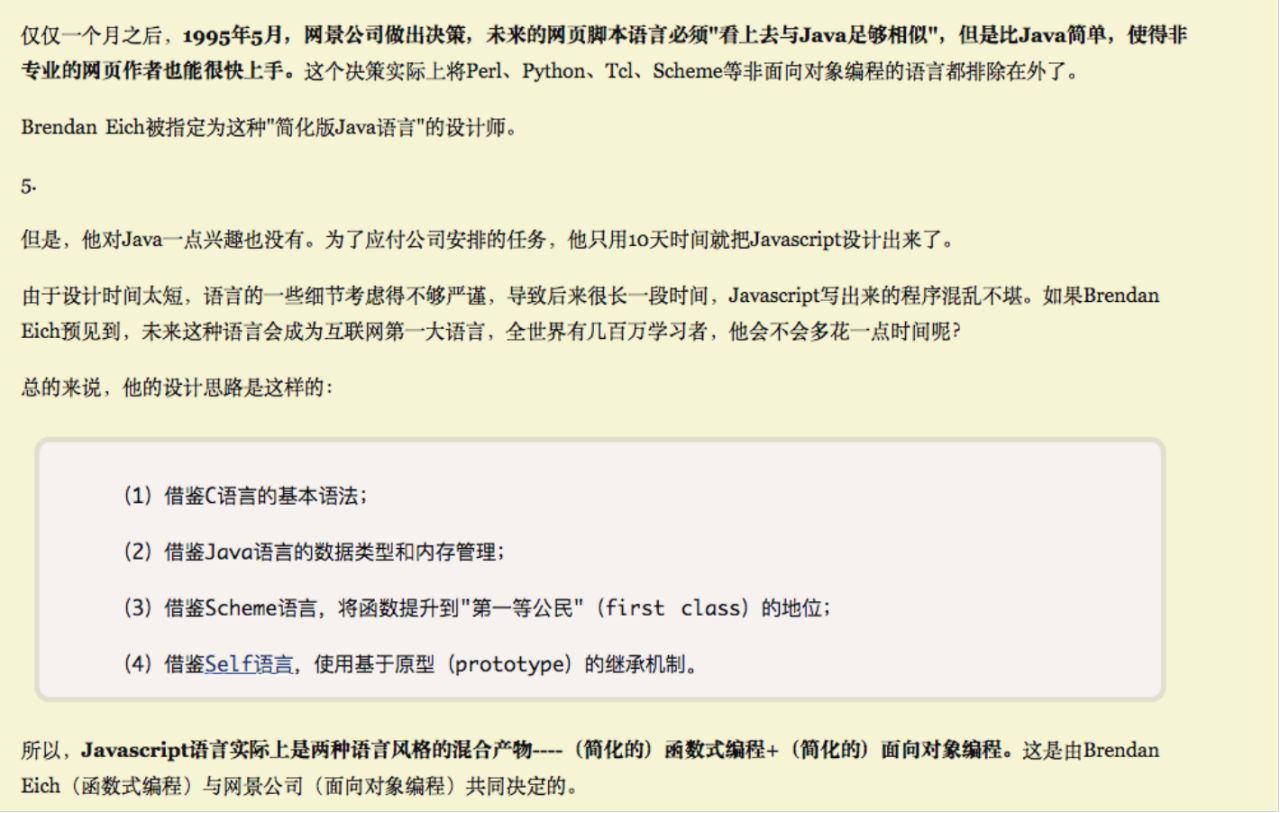 仅仅一个月之后，1995年5月，网景公司做出决策，未来的网页脚本语言必须"看上去与Java足够相似"，但是比Java简单，使得非
专业的网页作者也能很快上手。这个决策实际上将Perl、Python、Tcl、Scheme等非面向对象编程的语言都排除在外了。
Brendan Eich被指定为这种"简化版Java语言"的设计师。
5.
但是，他对Java一点兴趣也没有。为了应付公司安排的任务，他只用10天时间就把Javascript设计出来了。
由于设计时间太短，语言的一些细节考虑得不够严谨，导致后来很长一段时间，Javascript写出来的程序混乱不堪。如果Brendan
Eich预见到，未来这种语言会成为互联网第一大语言，全世界有几百万学习者，他会不会多花一点时间呢？
总的来说，他的设计思路是这样的：
（1）借鉴C语言的基本语法；
（2）借鉴Java语言的数据类型和内存管理；
（3）借鉴Scheme语言，将函数提升到"第一等公民"（first class）的地位；
（4）借鉴Self语言，使用基于原型（prototype）的继承机制。
所以，Javascript语言实际上是两种语言风格的混合产物----（简化的）函数式编程+（简化的）面向对象编程。这是由Brendan
Eich（函数式编程）与网景公司（面向对象编程）共同决定的。